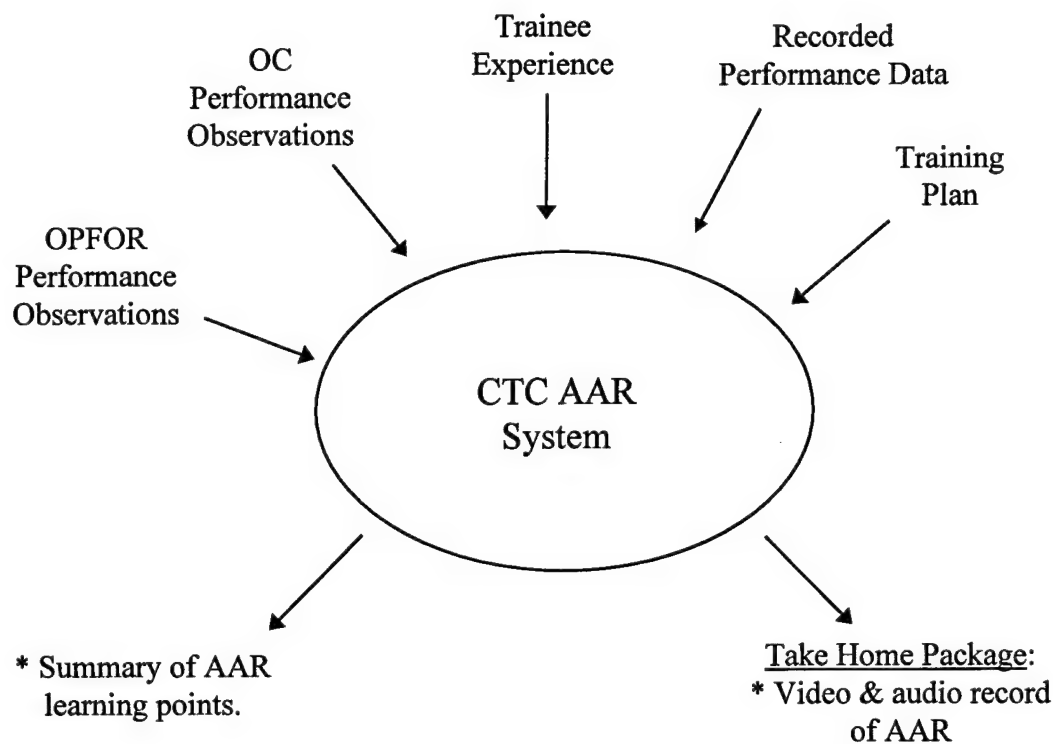 Trainee
Experience
Recorded
Performance Data
OC
Performance
Observations
Training
Plan
OPFOR
Performance
Observations
CTC AAR
System
* Summary of AAR
learning points.
Take Home Package:
* Video & audio record
of AAR